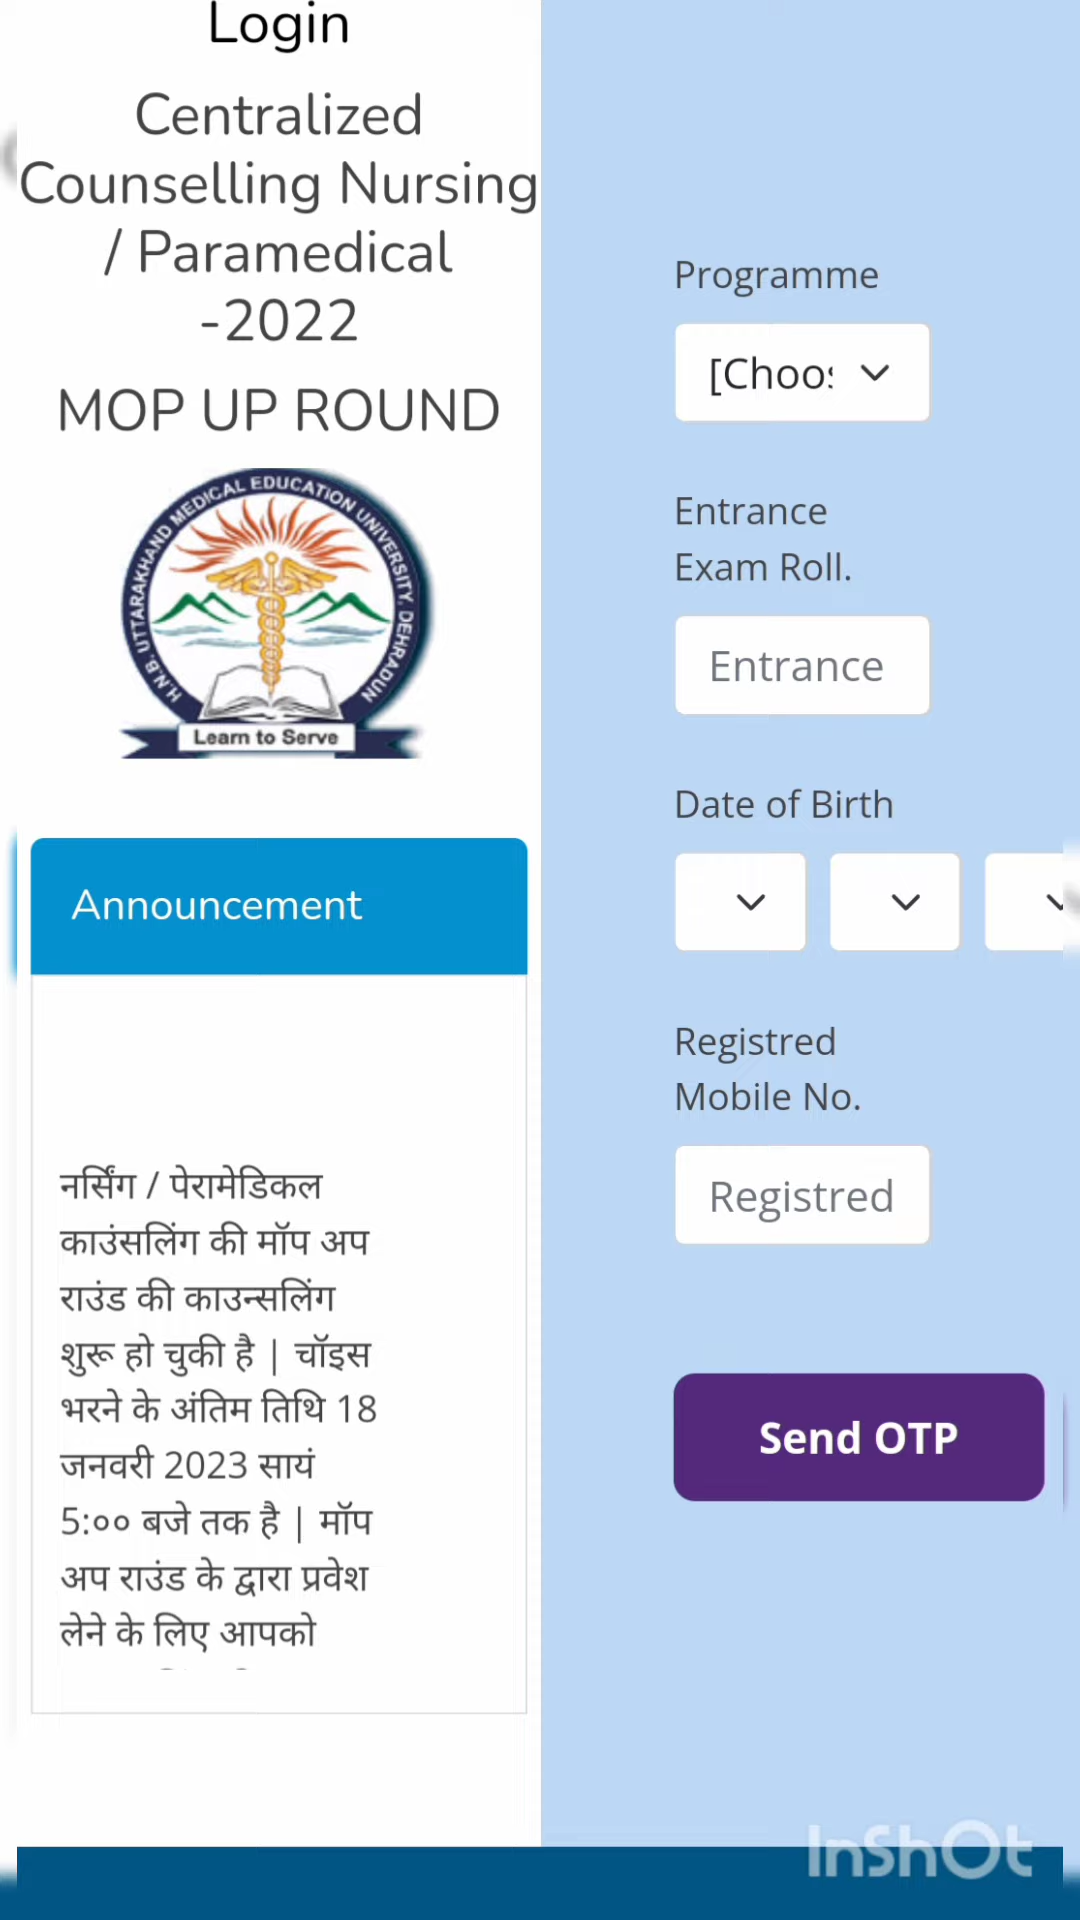 Login
Centralized
Counselling Nursing
/ Paramedical
-2022
MOP UP ROUND
H.N.B. UTTARAKHAND MEDICAL EDUCATION UNIVERSITY, DEHRADUN
Learn to Serve
Announcement
नर्सिंग / पेरामेडिकल
काउंसलिंग की मॉप अप
राउंड की काउन्सलिंग
शुरू हो चुकी है | चॉइस
भरने के अंतिम तिथि 18
जनवरी 2023 सायं
5:०० बजे तक है | मॉप
अप राउंड के द्वारा प्रवेश
लेने के लिए आपको
Programme
[Choos
Entrance
Exam Roll.
Entrance
Date of Birth
Registred
Mobile No.
Registred
Send OTP
InShOt